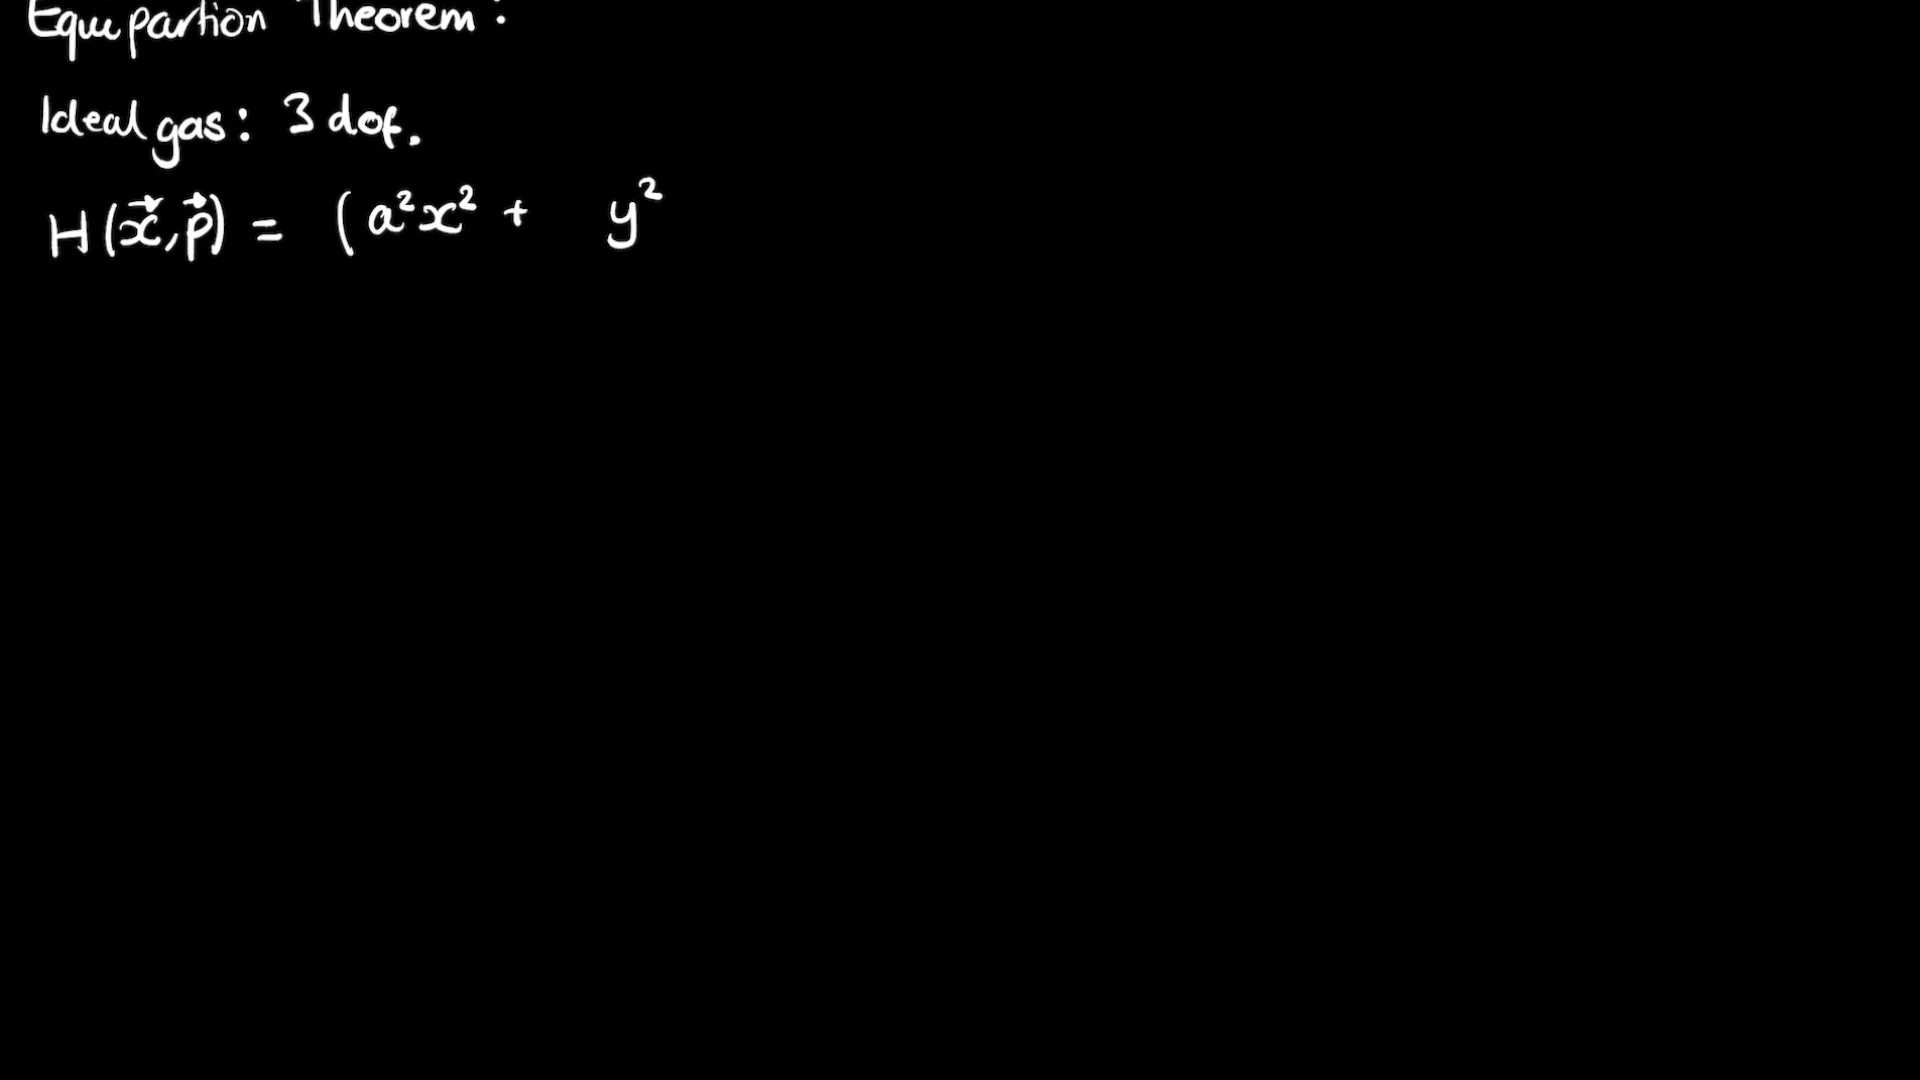 Equipartion Theorem:
Ideal gas: 3 dof.
H(x⃗,p⃗) = (a²x² + y²